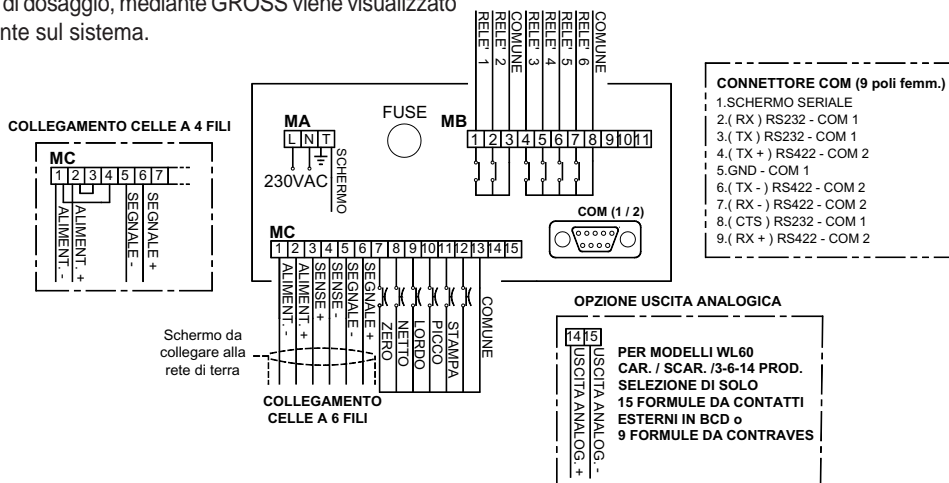 di dosaggio, mediante GROSS viene visualizzato
nte sul sistema.
COLLEGAMENTO CELLE A 4 FILI
MC
1 2 3 4 5 6 7
ALIMENT. -
ALIMENT. +
SEGNALE -
SEGNALE +
RELE' 1
RELE' 2
COMUNE
RELE' 3
RELE' 4
RELE' 5
RELE' 6
COMUNE
MA
L N T
SCHERMO
230VAC
FUSE
MB
1 2 3 4 5 6 7 8 9 10 11
COM (1 / 2)
MC
1 2 3 4 5 6 7 8 9 10 11 12 13 14 15
ALIMENT. -
ALIMENT. +
SENSE +
SENSE -
SEGNALE -
SEGNALE +
ZERO
NETTO
LORDO
PICCO
STAMPA
COMUNE
Schermo da
collegare alla
rete di terra
COLLEGAMENTO
CELLE A 6 FILI
CONNETTORE COM (9 poli femm.)
1.SCHERMO SERIALE
2.( RX ) RS232 - COM 1
3.( TX ) RS232 - COM 1
4.( TX + ) RS422 - COM 2
5.GND - COM 1
6.( TX - ) RS422 - COM 2
7.( RX - ) RS422 - COM 2
8.( CTS ) RS232 - COM 1
9.( RX + ) RS422 - COM 2
OPZIONE USCITA ANALOGICA
14 15
USCITA ANALOG. +
USCITA ANALOG. -
PER MODELLI WL60
CAR. / SCAR. /3-6-14 PROD.
SELEZIONE DI SOLO
15 FORMULE DA CONTATTI
ESTERNI IN BCD o
9 FORMULE DA CONTRAVES